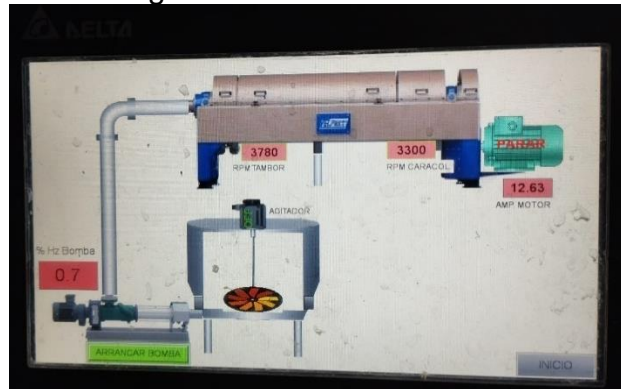 DELTA
3780
RPM TAMBOR
3300
RPM CARACOL
PARAR
12.63
AMP. MOTOR
AGITADOR
% Hz Bomba
0.7
ARRANCAR BOMBA
INICIO